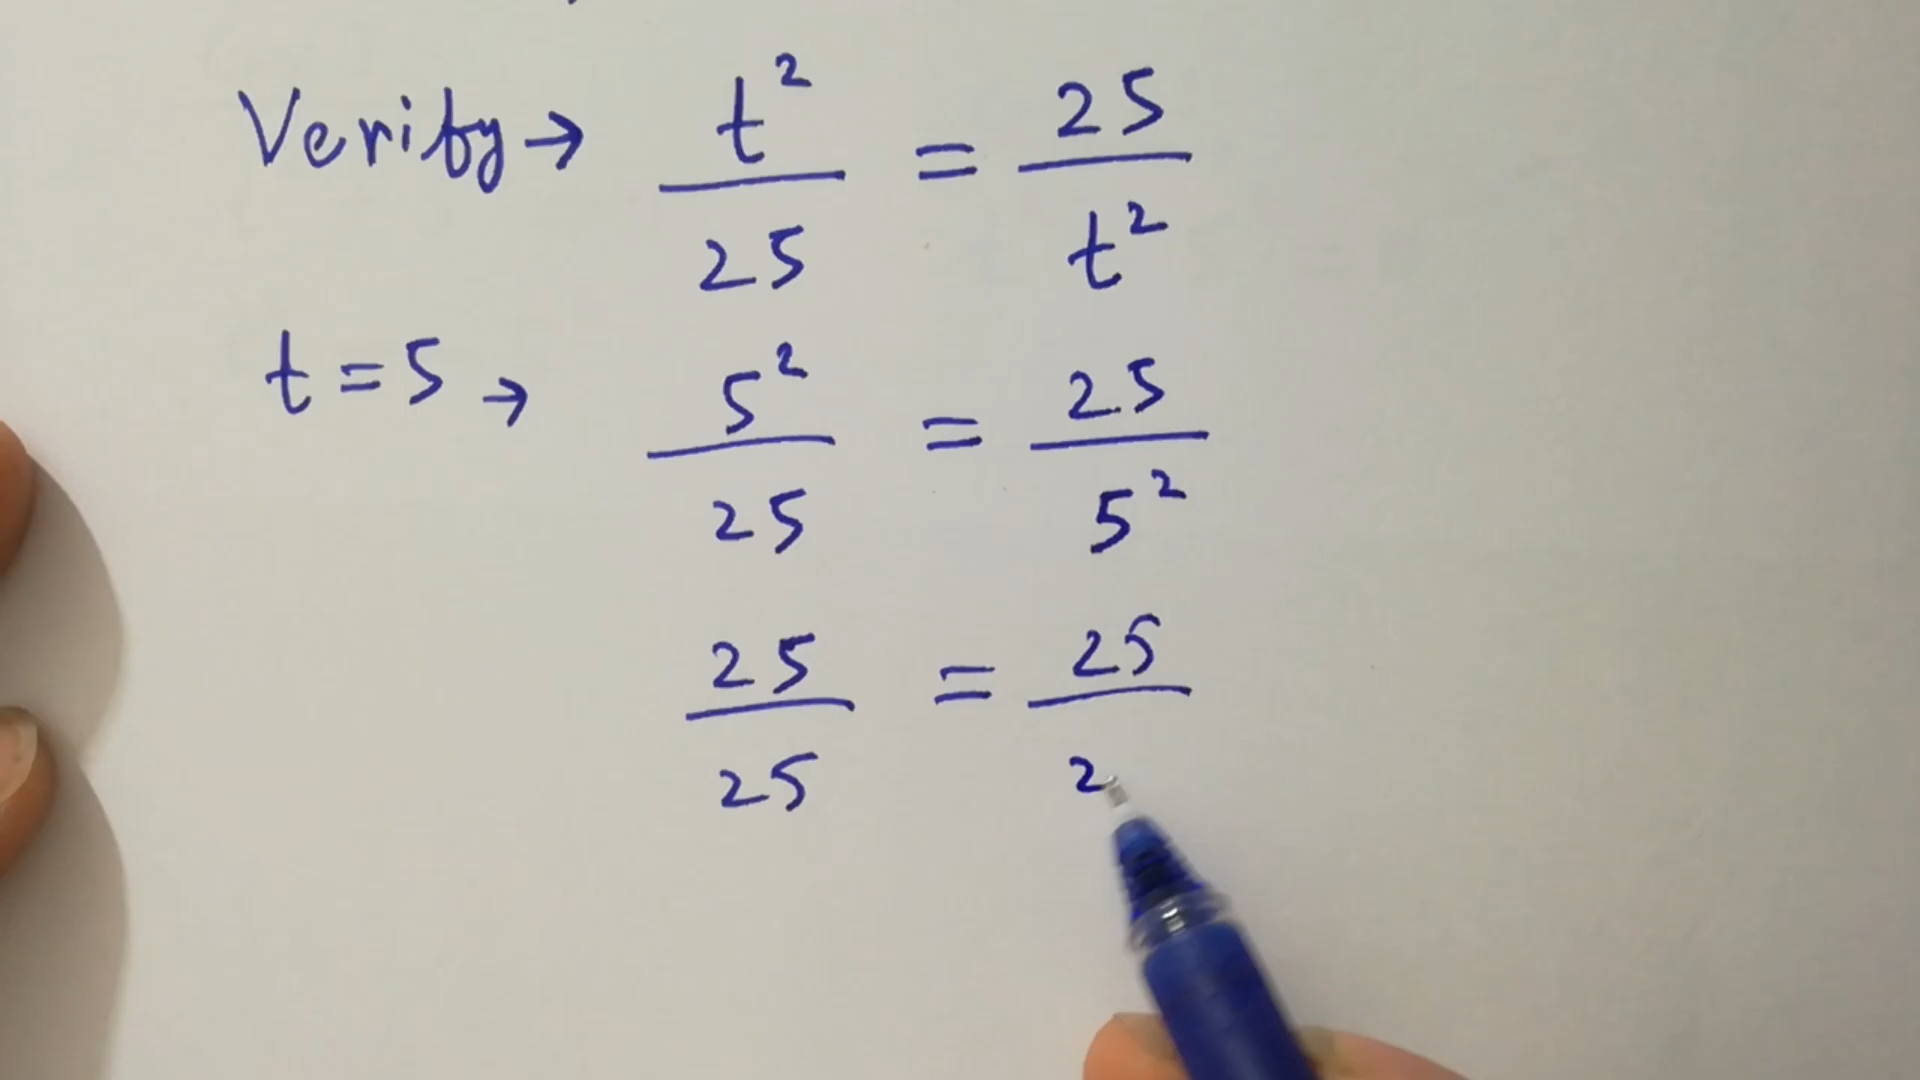 Verify → t²/25 = 25/t²
t = 5 → 5²/25 = 25/5²
25/25 = 25/2